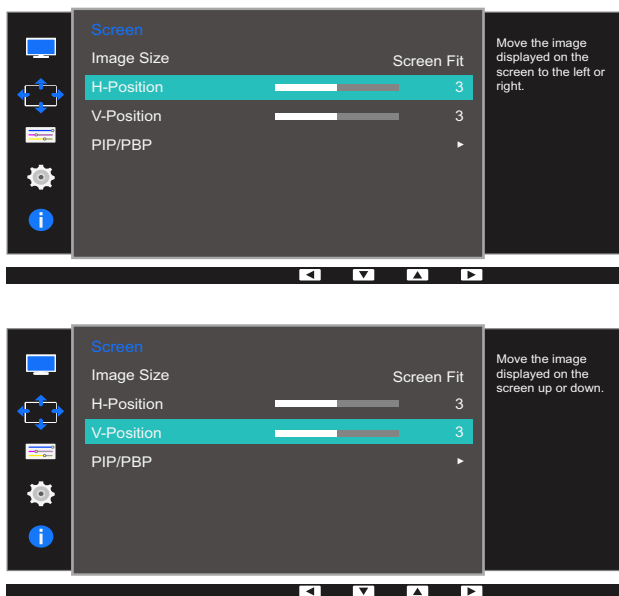 Screen
Image Size Screen Fit
H-Position 3
V-Position 3
PIP/PBP
Move the image
displayed on the
screen to the left or
right.
Screen
Image Size Screen Fit
H-Position 3
V-Position 3
PIP/PBP
Move the image
displayed on the
screen up or down.